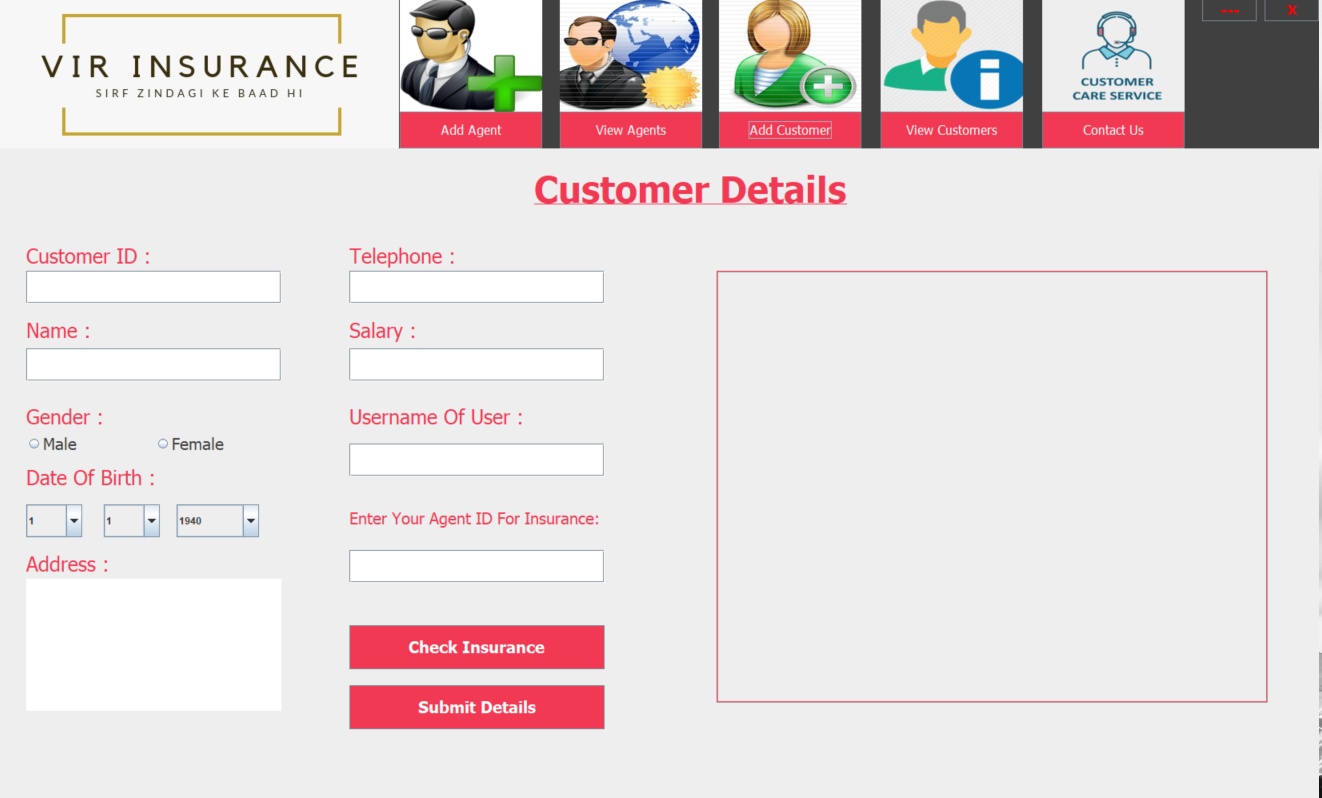 VIR INSURANCE
SIRF ZINDAGI KE BAAD HI
CUSTOMER
CARE SERVICE
Add Agent
View Agents
Add Customer
View Customers
Contact Us
---
X
Customer Details
Customer ID :
Telephone :
Name :
Salary :
Gender :
Male
Female
Username Of User :
Date Of Birth :
1
1
1940
Enter Your Agent ID For Insurance:
Address :
Check Insurance
Submit Details